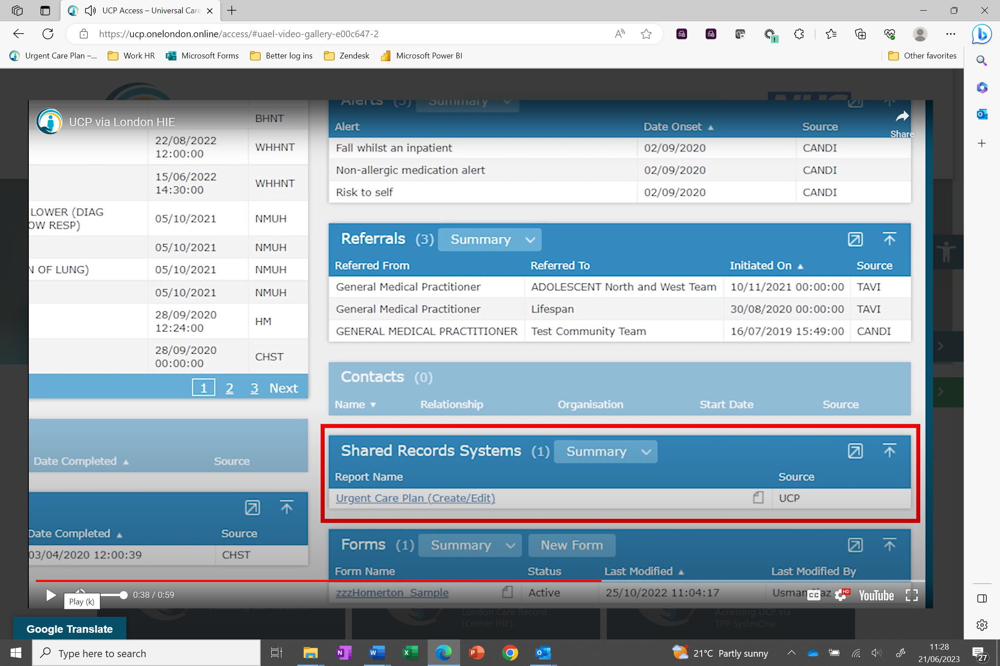 UCP Access – Universal Care
https://ucp.onelondon.online/access/#uael-video-gallery-e00c647-2
Urgent Care Plan –...
Work HR
Microsoft Forms
Better log ins
Zendesk
Microsoft Power BI
Other favorites
NHS
UCP via London HIE
Share
BHNT
22/08/2022
12:00:00
WHHNT
15/06/2022
14:30:00
WHHNT
LOWER (DIAG
OW RESP)
05/10/2021
NMUH
05/10/2021
NMUH
N OF LUNG)
05/10/2021
NMUH
05/10/2021
NMUH
28/09/2020
12:24:00
HM
28/09/2020
00:00:00
CHST
1 2 3 Next
Date Completed Source
Date Completed Source
03/04/2020 12:00:39 CHST
Alerts (3) Summary
Alert Date Onset Source
Fall whilst an inpatient 02/09/2020 CANDI
Non-allergic medication alert 02/09/2020 CANDI
Risk to self 02/09/2020 CANDI
Referrals (3) Summary
Referred From Referred To Initiated On Source
General Medical Practitioner ADOLESCENT North and West Team 10/11/2021 00:00:00 TAVI
General Medical Practitioner Lifespan 30/08/2020 00:00:00 TAVI
GENERAL MEDICAL PRACTITIONER Test Community Team 16/07/2019 15:49:00 CANDI
Contacts (0)
Name Relationship Organisation Start Date Source
Shared Records Systems (1) Summary
Report Name Source
Urgent Care Plan (Create/Edit) UCP
Forms (1) Summary New Form
Form Name Status Last Modified Last Modified By
zzzHomerton_Sample Active 25/10/2022 11:04:17 Usman
0:38 / 0:59
CC HD YouTube
Play (k)
Accessing UCP via EMIS
London Care Record
(Cerner HIE)
Accessing UCP via
TPP SystmOne
Google Translate
Type here to search
21°C Partly sunny
11:28
21/06/2023
27